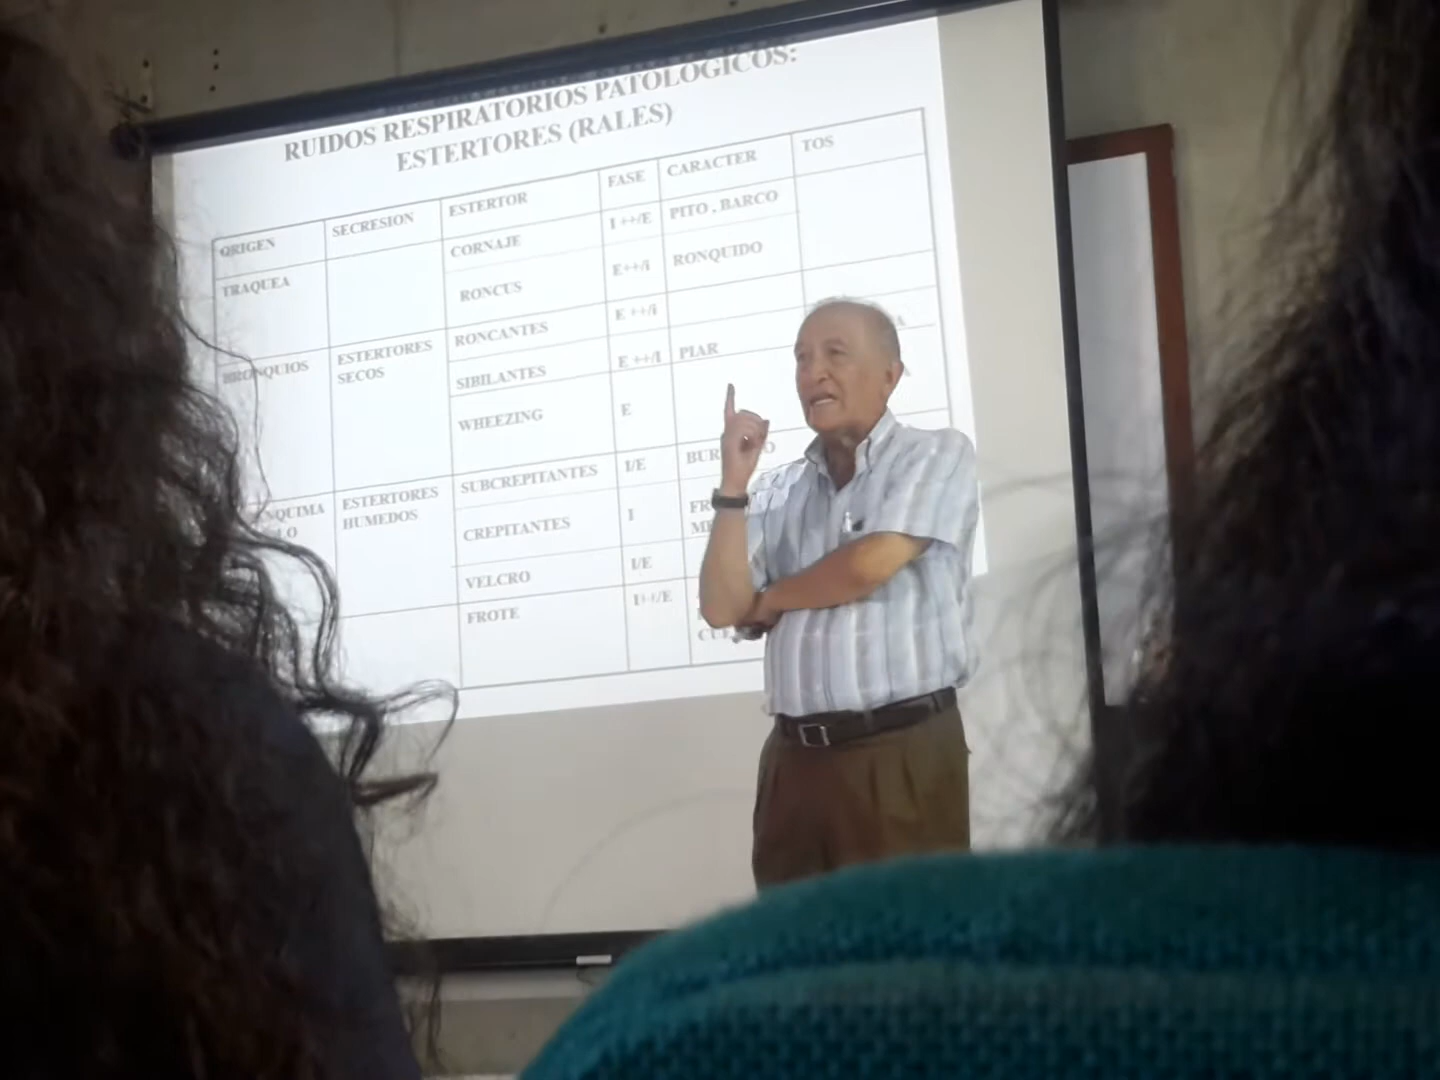 RUIDOS RESPIRATORIOS PATOLOGICOS:
ESTERTORES (RALES)
ORIGEN SECRESION ESTERTOR FASE CARACTER TOS
TRAQUEA CORNAJE I ++/E PITO . BARCO
RONCUS E++/i RONQUIDO
BRONQUIOS ESTERTORES SECOS RONCANTES E ++/i
SIBILANTES E ++/I PIAR
WHEEZING E
ESTERTORES HUMEDOS SUBCREPITANTES I/E
CREPITANTES I
VELCRO I/E
FROTE I++/E